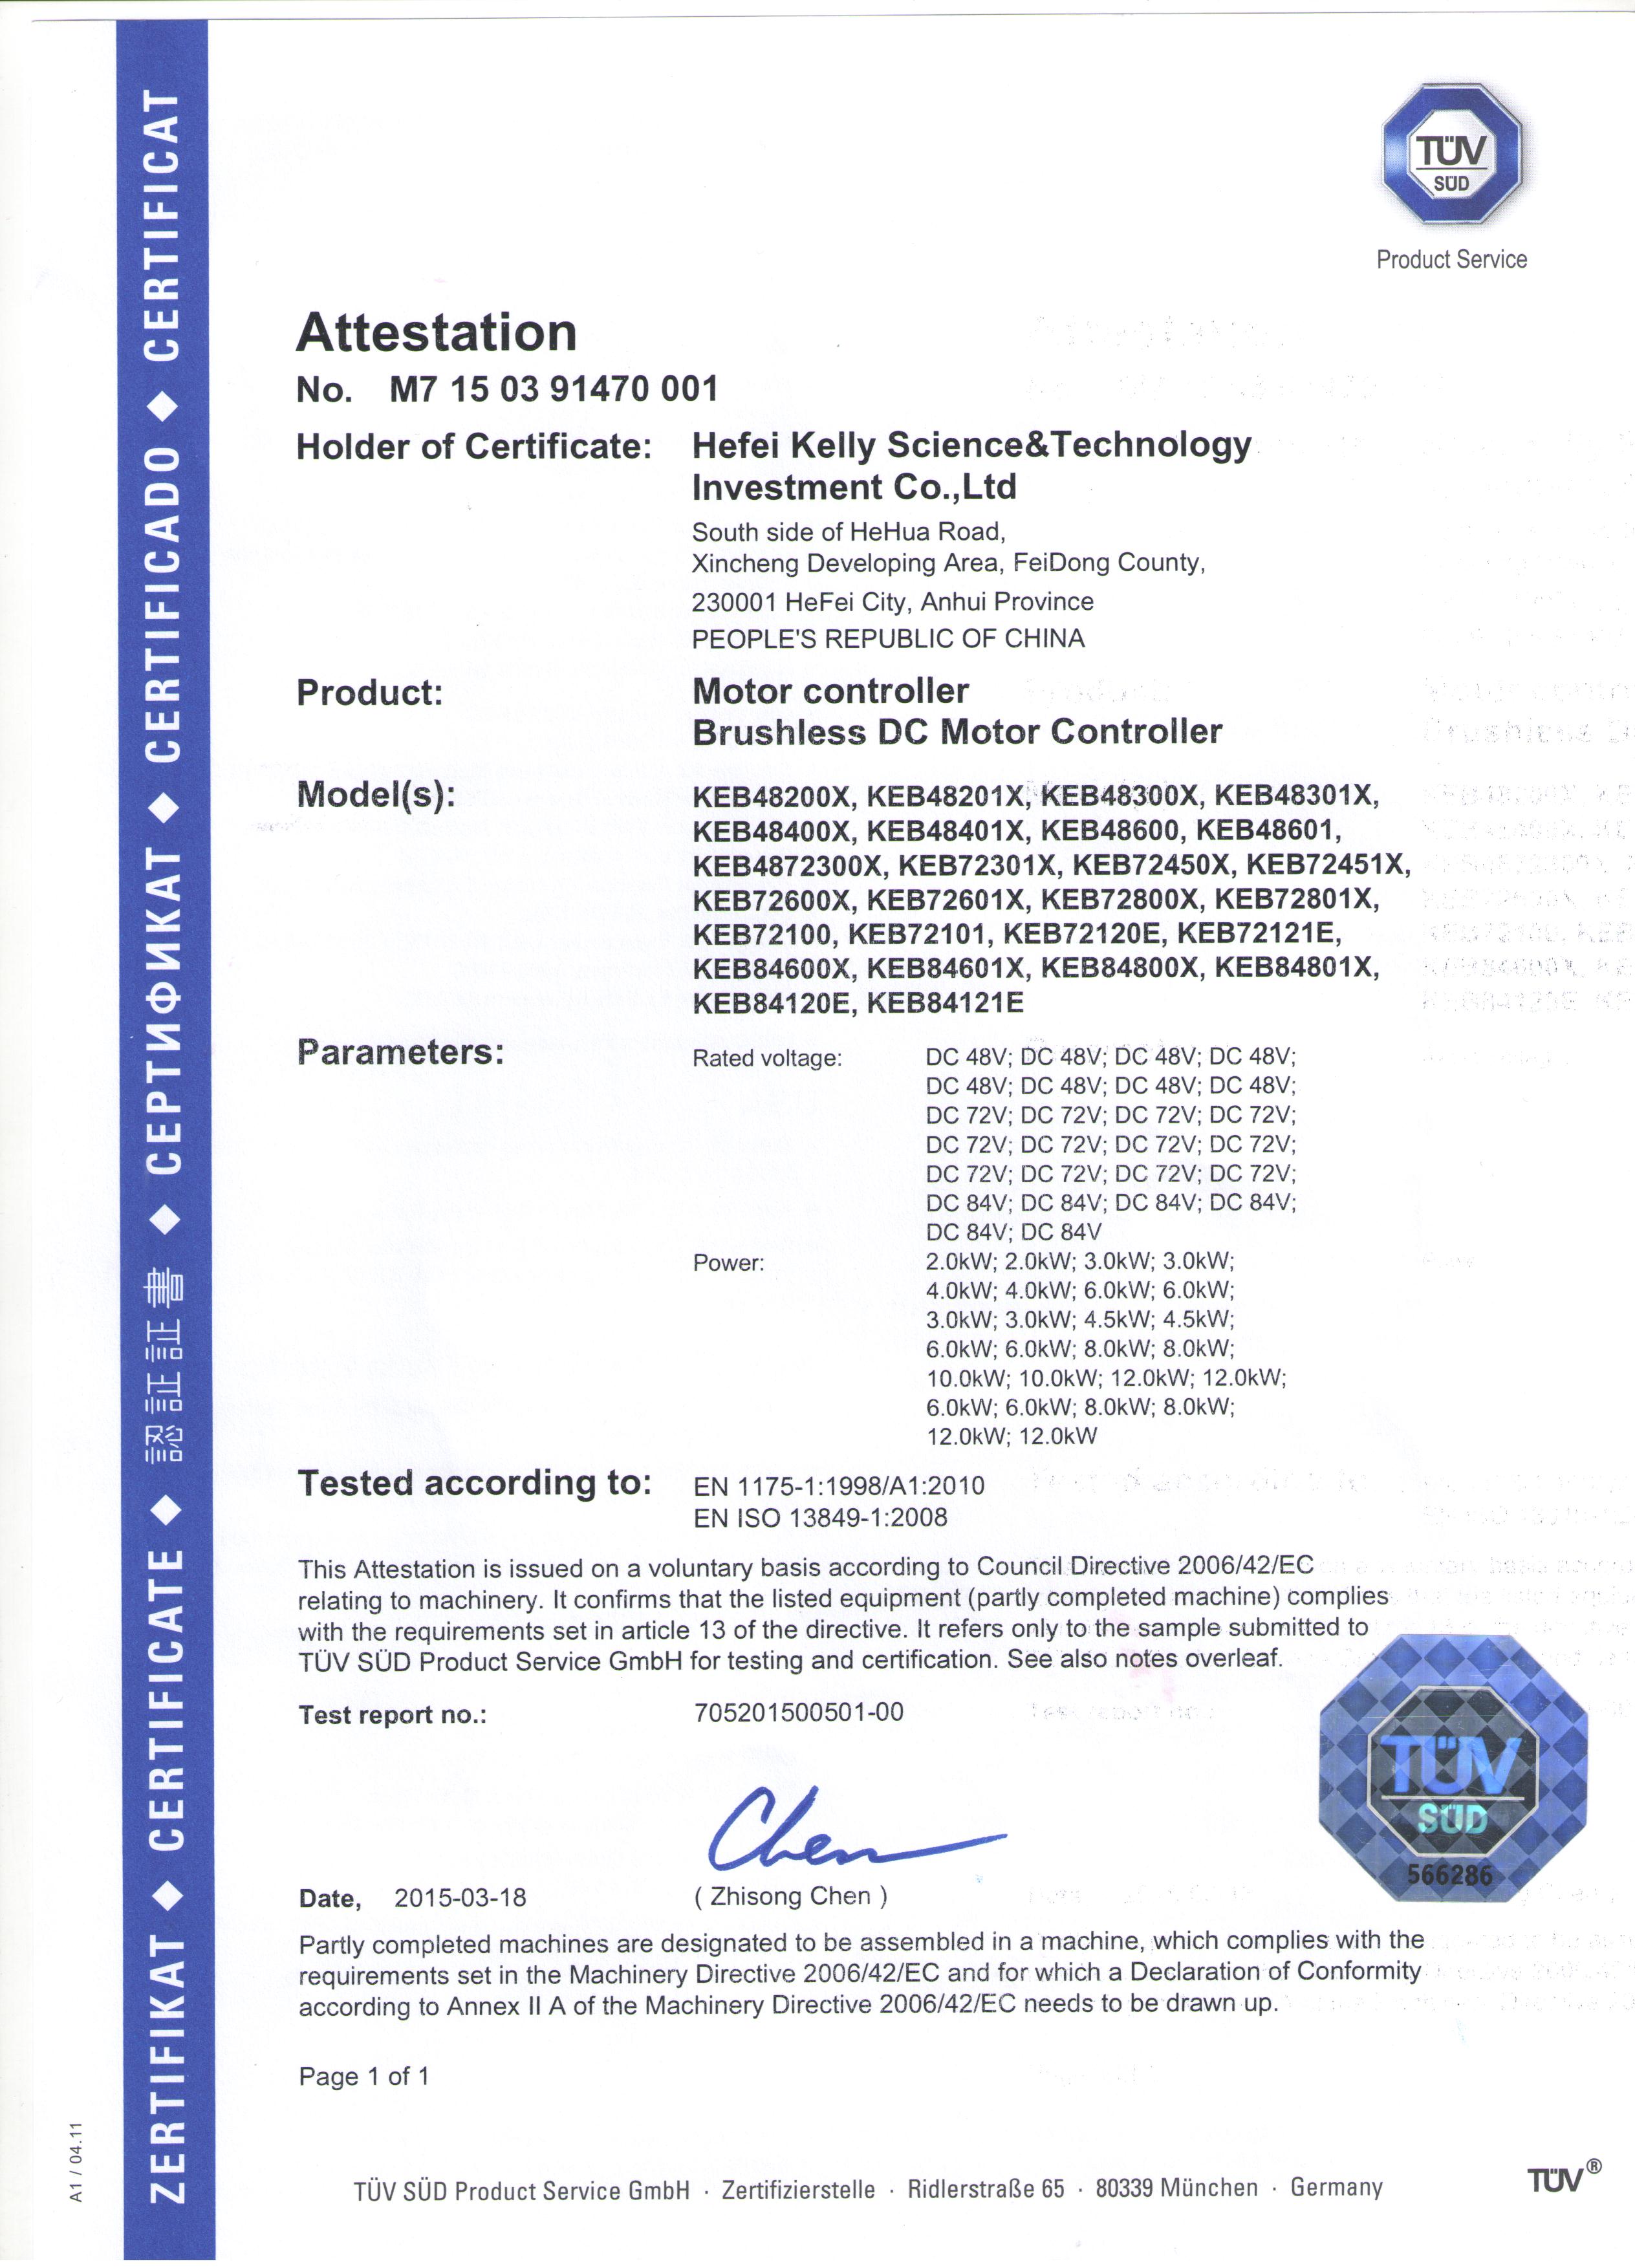 ZERTIFIKAT ◆ CERTIFICATE ◆ 認証証書 ◆ СЕРТИФИКАТ ◆ CERTIFICADO ◆ CERTIFICAT
TÜV
SÜD
Product Service
Attestation
No. M7 15 03 91470 001
Holder of Certificate: Hefei Kelly Science&Technology
Investment Co.,Ltd
South side of HeHua Road,
Xincheng Developing Area, FeiDong County,
230001 HeFei City, Anhui Province
PEOPLE'S REPUBLIC OF CHINA
Product: Motor controller
Brushless DC Motor Controller
Model(s): KEB48200X, KEB48201X, KEB48300X, KEB48301X,
KEB48400X, KEB48401X, KEB48600, KEB48601,
KEB4872300X, KEB72301X, KEB72450X, KEB72451X,
KEB72600X, KEB72601X, KEB72800X, KEB72801X,
KEB72100, KEB72101, KEB72120E, KEB72121E,
KEB84600X, KEB84601X, KEB84800X, KEB84801X,
KEB84120E, KEB84121E
Parameters: Rated voltage: DC 48V; DC 48V; DC 48V; DC 48V;
DC 48V; DC 48V; DC 48V; DC 48V;
DC 72V; DC 72V; DC 72V; DC 72V;
DC 72V; DC 72V; DC 72V; DC 72V;
DC 72V; DC 72V; DC 72V; DC 72V;
DC 84V; DC 84V; DC 84V; DC 84V;
DC 84V; DC 84V
Power: 2.0kW; 2.0kW; 3.0kW; 3.0kW;
4.0kW; 4.0kW; 6.0kW; 6.0kW;
3.0kW; 3.0kW; 4.5kW; 4.5kW;
6.0kW; 6.0kW; 8.0kW; 8.0kW;
10.0kW; 10.0kW; 12.0kW; 12.0kW;
6.0kW; 6.0kW; 8.0kW; 8.0kW;
12.0kW; 12.0kW
Tested according to: EN 1175-1:1998/A1:2010
EN ISO 13849-1:2008
This Attestation is issued on a voluntary basis according to Council Directive 2006/42/EC
relating to machinery. It confirms that the listed equipment (partly completed machine) complies
with the requirements set in article 13 of the directive. It refers only to the sample submitted to
TÜV SÜD Product Service GmbH for testing and certification. See also notes overleaf.
Test report no.: 705201500501-00
TÜV
SÜD
566286
Chen
Date, 2015-03-18 ( Zhisong Chen )
Partly completed machines are designated to be assembled in a machine, which complies with the
requirements set in the Machinery Directive 2006/42/EC and for which a Declaration of Conformity
according to Annex II A of the Machinery Directive 2006/42/EC needs to be drawn up.
Page 1 of 1
A1 / 04.11
TÜV SÜD Product Service GmbH · Zertifizierstelle · Ridlerstraße 65 · 80339 München · Germany
TÜV®